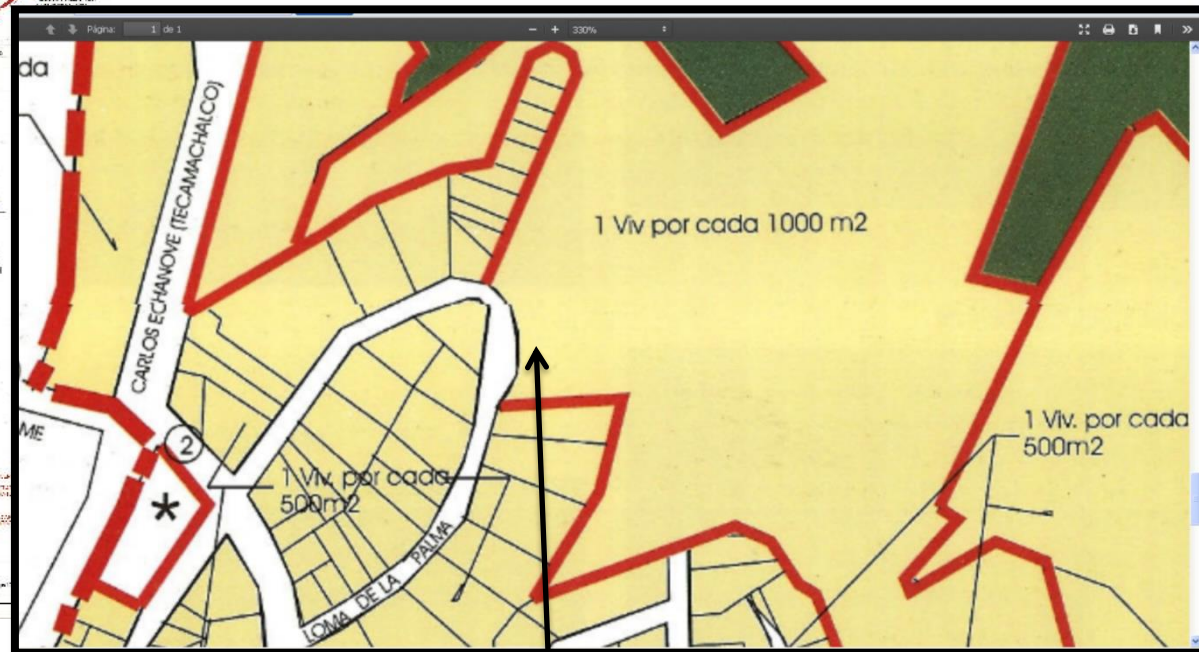 Página: 1 de 1
330%
da
CARLOS ECHANOVE (TECAMACHALCO)
1 Viv por cada 1000 m2
1 Viv. por cada
500m2
ME
2
*
1 Viv. por cada
500m2
LOMA DE LA PALMA